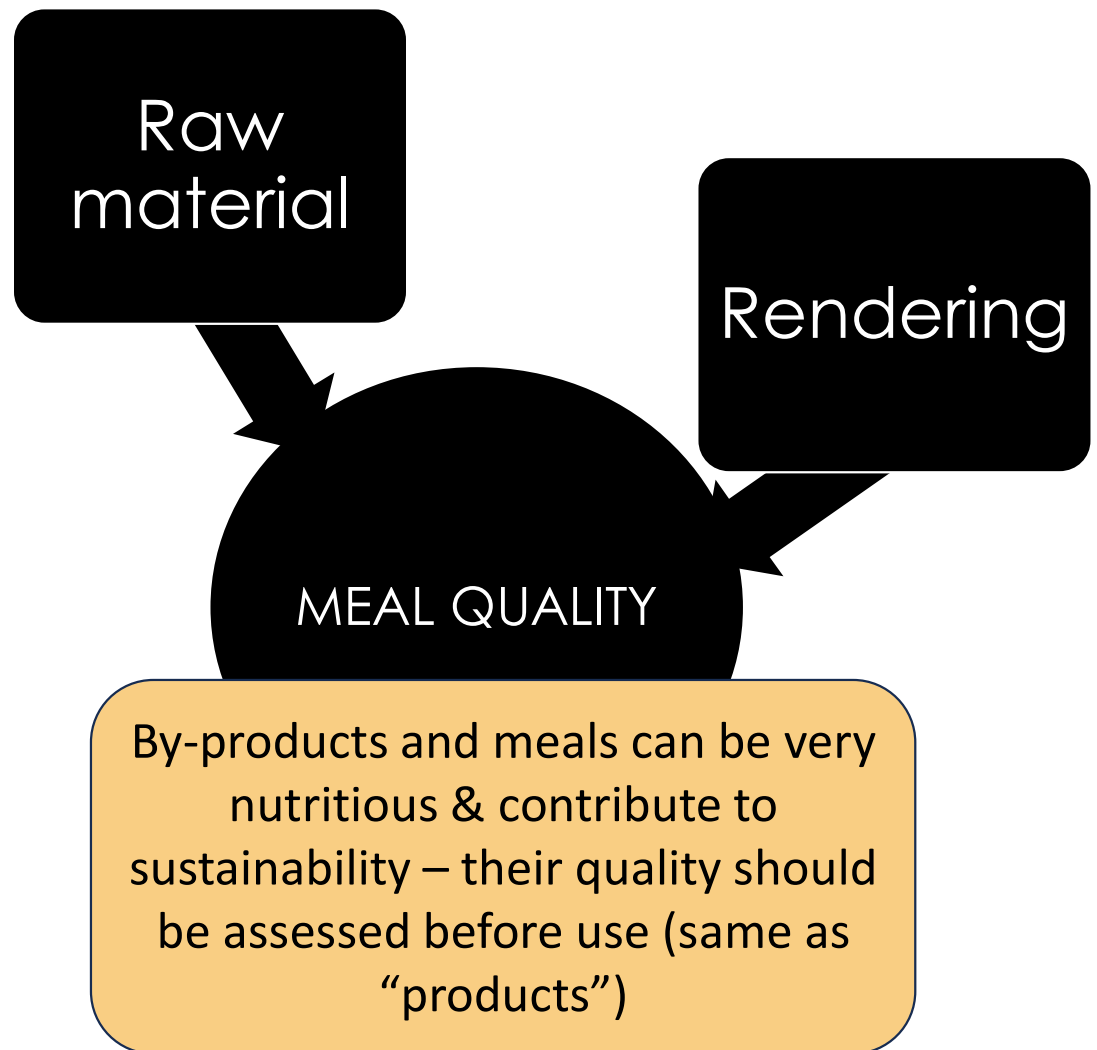 Raw
material
Rendering
MEAL QUALITY
By-products and meals can be very
nutritious & contribute to
sustainability – their quality should
be assessed before use (same as
“products”)